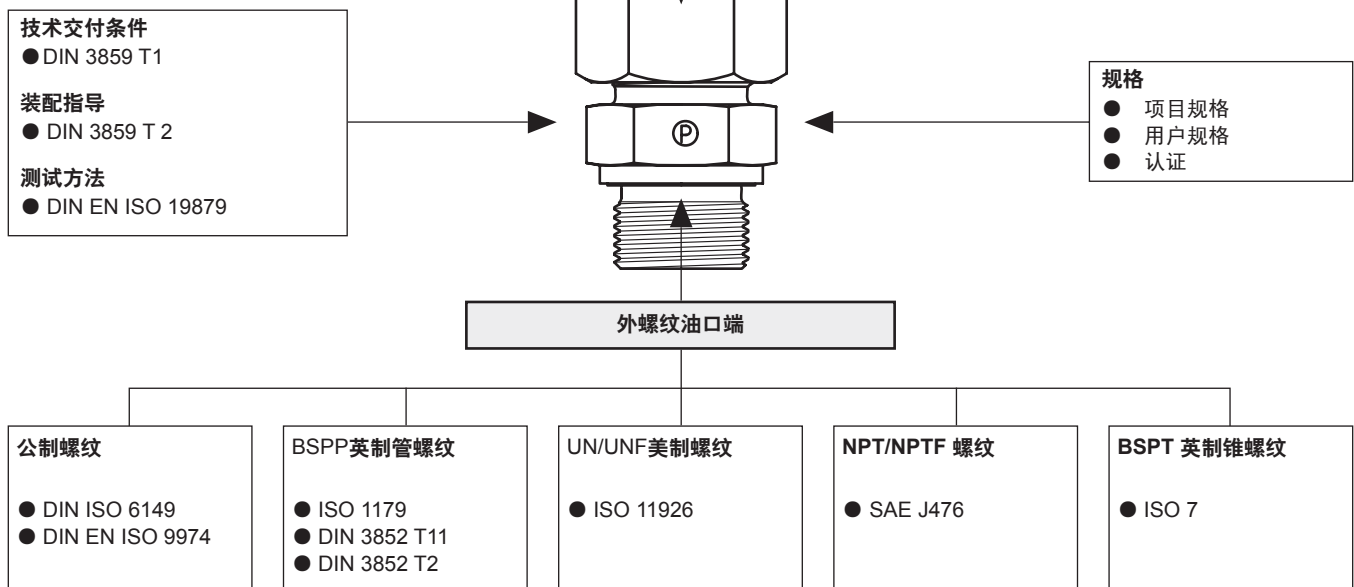 技术交付条件
● DIN 3859 T1
装配指导
● DIN 3859 T 2
测试方法
● DIN EN ISO 19879
规格
● 项目规格
● 用户规格
● 认证
P
外螺纹油口端
公制螺纹
● DIN ISO 6149
● DIN EN ISO 9974
BSPP英制管螺纹
● ISO 1179
● DIN 3852 T11
● DIN 3852 T2
UN/UNF美制螺纹
● ISO 11926
NPT/NPTF 螺纹
● SAE J476
BSPT 英制锥螺纹
● ISO 7